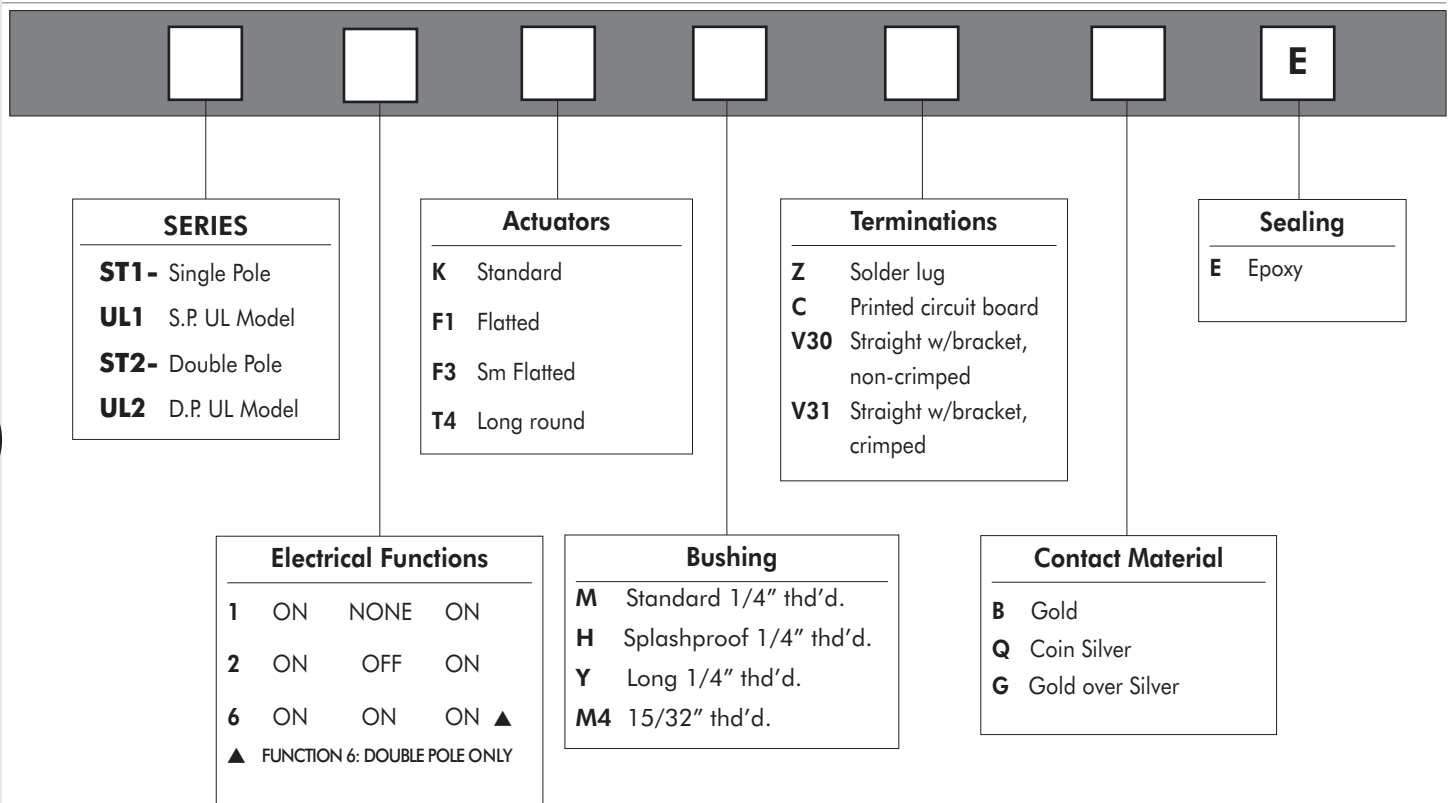 E
SERIES
ST1- Single Pole
UL1 S.P. UL Model
ST2- Double Pole
UL2 D.P. UL Model
Actuators
K Standard
F1 Flatted
F3 Sm Flatted
T4 Long round
Terminations
Z Solder lug
C Printed circuit board
V30 Straight w/bracket,
non-crimped
V31 Straight w/bracket,
crimped
Sealing
E Epoxy
Electrical Functions
1 ON NONE ON
2 ON OFF ON
6 ON ON ON ▲
▲ FUNCTION 6: DOUBLE POLE ONLY
Bushing
M Standard 1/4" thd'd.
H Splashproof 1/4" thd'd.
Y Long 1/4" thd'd.
M4 15/32" thd'd.
Contact Material
B Gold
Q Coin Silver
G Gold over Silver